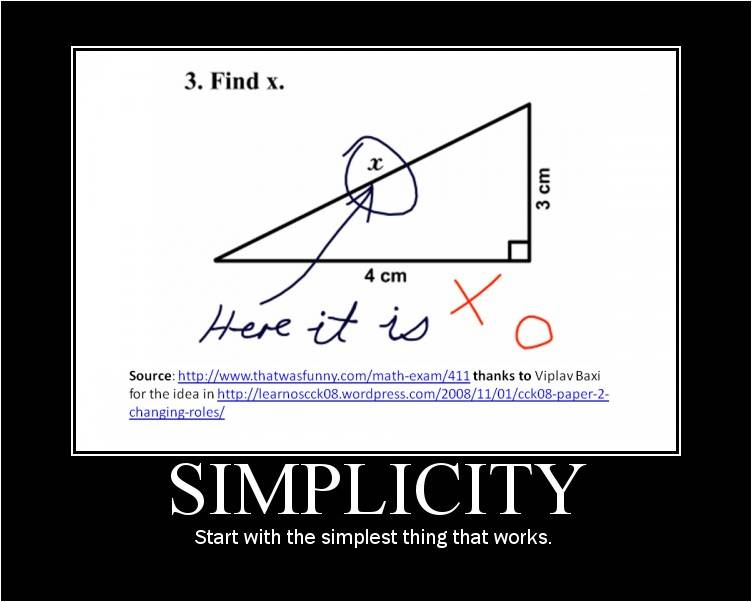 3. Find x.
x
3 cm
4 cm
Here it is X O
Source: http://www.thatwasfunny.com/math-exam/411 thanks to Viplav Baxi
for the idea in http://learnoscck08.wordpress.com/2008/11/01/cck08-paper-2-
changing-roles/
SIMPLICITY
Start with the simplest thing that works.